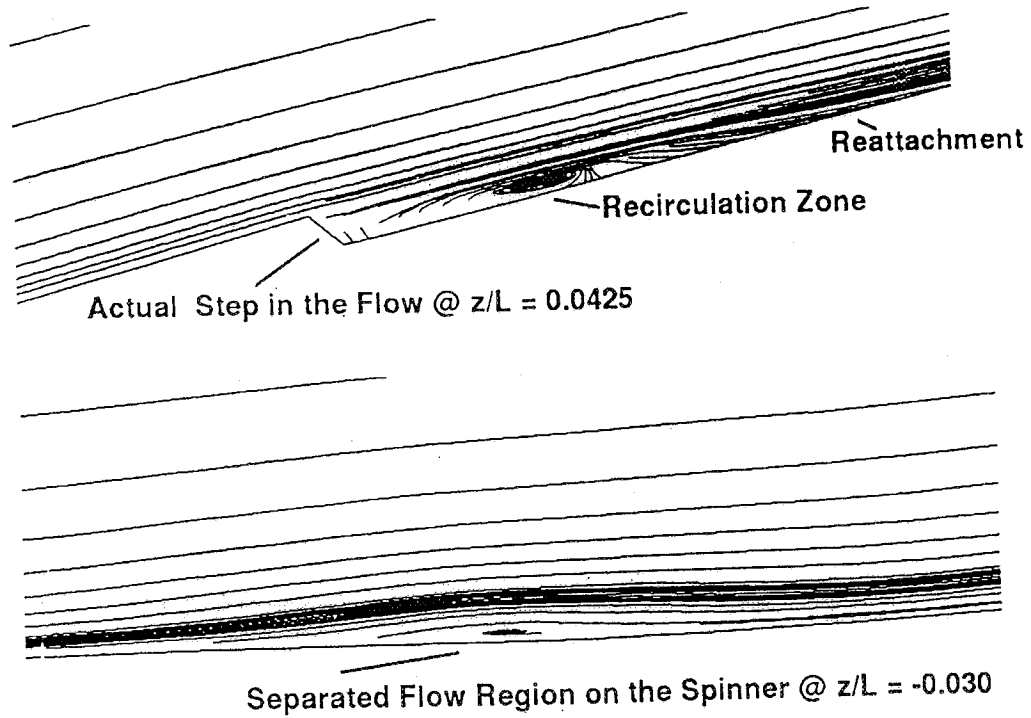 Reattachment
Recirculation Zone
Actual Step in the Flow @ z/L = 0.0425
Separated Flow Region on the Spinner @ z/L = -0.030